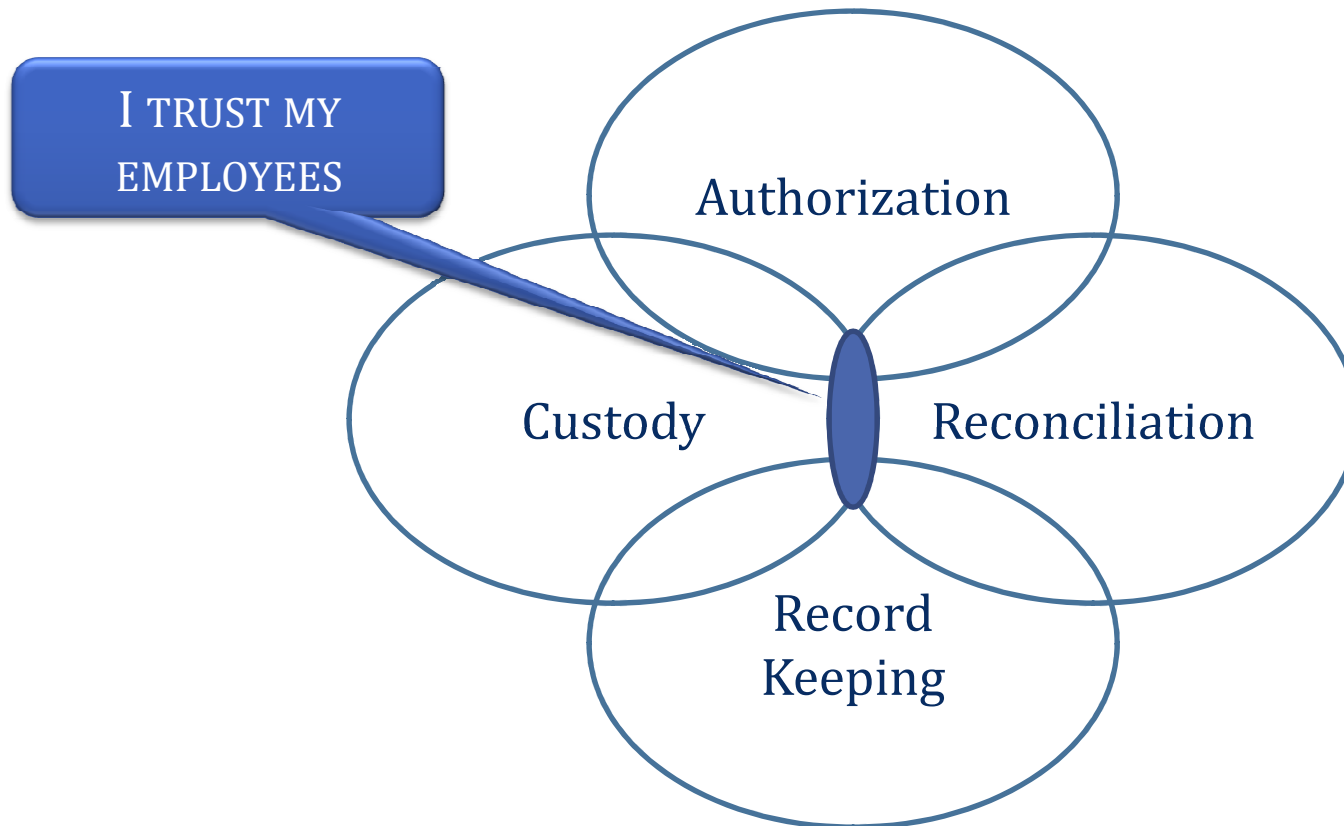 I TRUST MY
EMPLOYEES
Authorization
Custody
Reconciliation
Record
Keeping